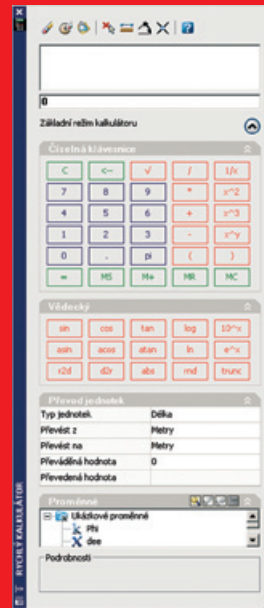 0
Základní režim kalkulátoru
Číselná klávesnice
C <-- √ / 1/x
7 8 9 * x^2
4 5 6 + x^3
1 2 3 - x^y
0 . pi ( )
= MS M+ MR MC
Vědecký
sin cos tan log 10^x
asin acos atan ln e^x
r2d d2r abs rnd trunc
Převod jednotek
Typ jednotek Délka
Převést z Metry
Převést na Metry
Převáděná hodnota 0
Převedená hodnota
Proměnné
Ukázkové proměnné
Phi
dee
Podrobnosti
RYCHLÝ KALKULÁTOR